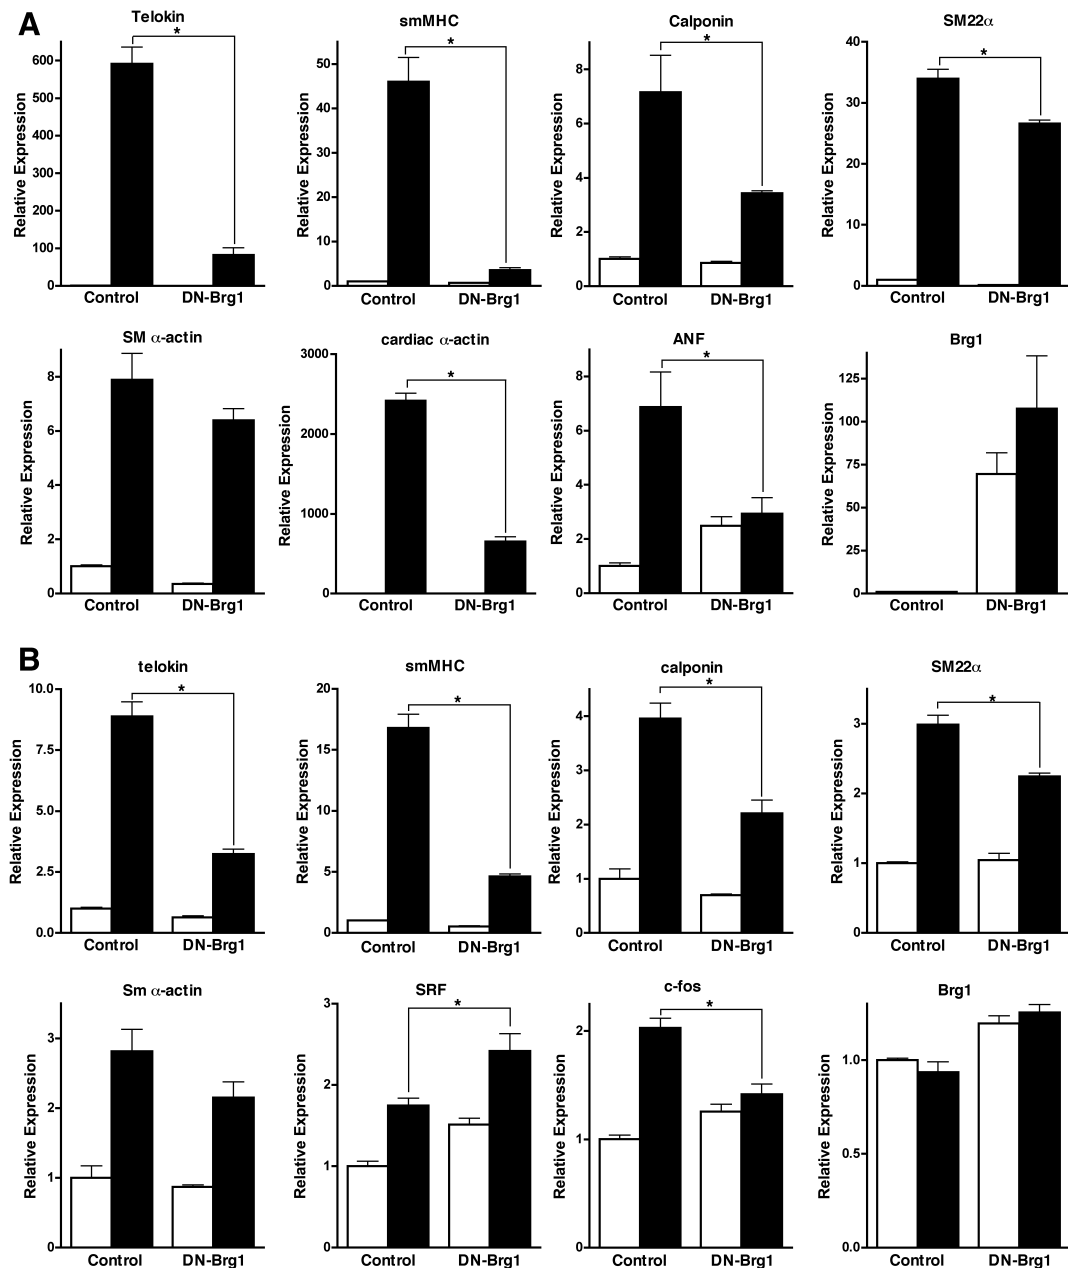 A
Telokin
smMHC
Calponin
SM22α
*
*
*
*
Relative Expression
600
500
400
300
200
100
0
Control DN-Brg1
Relative Expression
50
40
30
20
10
0
Control DN-Brg1
Relative Expression
8
6
4
2
0
Control DN-Brg1
Relative Expression
40
30
20
10
0
Control DN-Brg1
SM α-actin
cardiac α-actin
ANF
Brg1
*
*
Relative Expression
8
6
4
2
0
Control DN-Brg1
Relative Expression
3000
2000
1000
0
Control DN-Brg1
Relative Expression
8
6
4
2
0
Control DN-Brg1
Relative Expression
125
100
75
50
25
0
Control DN-Brg1
B
telokin
smMHC
calponin
SM22α
*
*
*
*
Relative Expression
10.0
7.5
5.0
2.5
0.0
Control DN-Brg1
Relative Expression
20
15
10
5
0
Control DN-Brg1
Relative Expression
4
3
2
1
0
Control DN-Brg1
Relative Expression
3
2
1
0
Control DN-Brg1
Sm α-actin
SRF
c-fos
Brg1
*
*
Relative Expression
3
2
1
0
Control DN-Brg1
Relative Expression
3
2
1
0
Control DN-Brg1
Relative Expression
2
1
0
Control DN-Brg1
Relative Expression
1.0
0.5
0.0
Control DN-Brg1